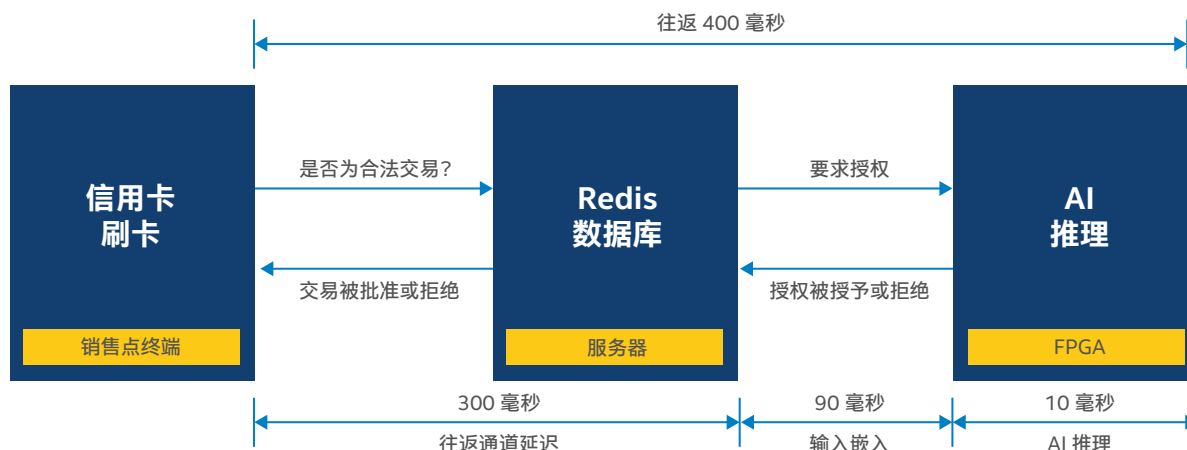 往返 400 毫秒
是否为合法交易?
要求授权
信用卡
刷卡
Redis
数据库
AI
推理
交易被批准或拒绝
授权被授予或拒绝
销售点终端
服务器
FPGA
300 毫秒
90 毫秒
10 毫秒
往返通道延迟
输入嵌入
AI 推理